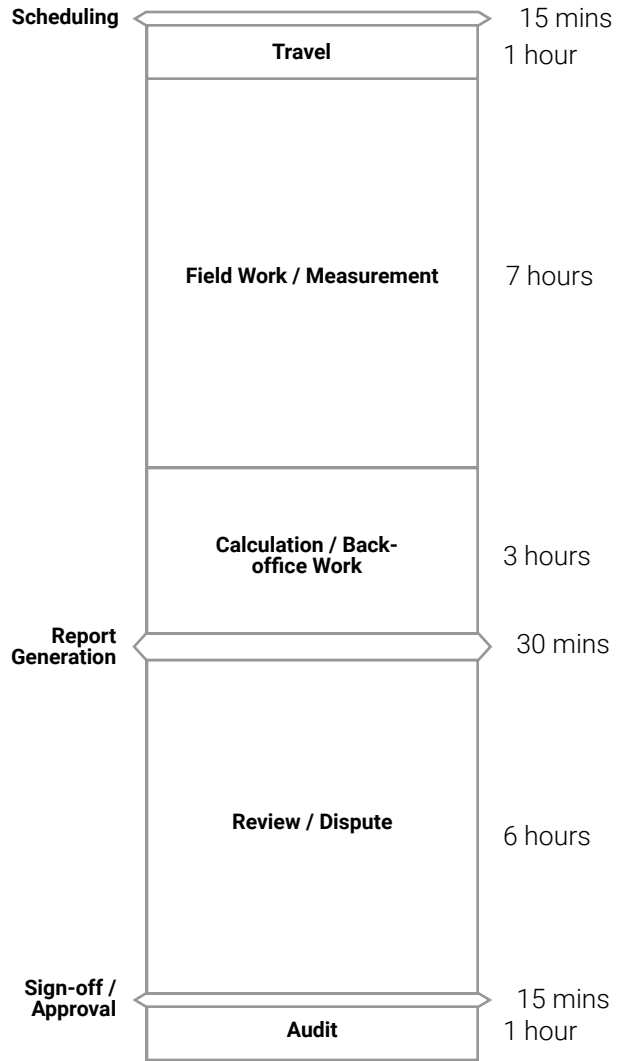 Scheduling
15 mins
Travel
1 hour
Field Work / Measurement
7 hours
Calculation / Back-
office Work
3 hours
Report
Generation
30 mins
Review / Dispute
6 hours
Sign-off /
Approval
15 mins
Audit
1 hour